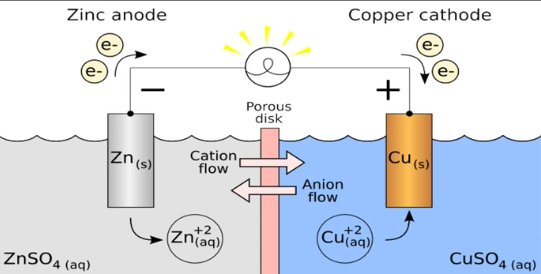 Zinc anode
Copper cathode
e-
e-
e-
e-
−
+
Porous
disk
Zn(s)
Cation
flow
Cu(s)
Anion
flow
Zn+2(aq)
Cu+2(aq)
ZnSO4 (aq)
CuSO4 (aq)